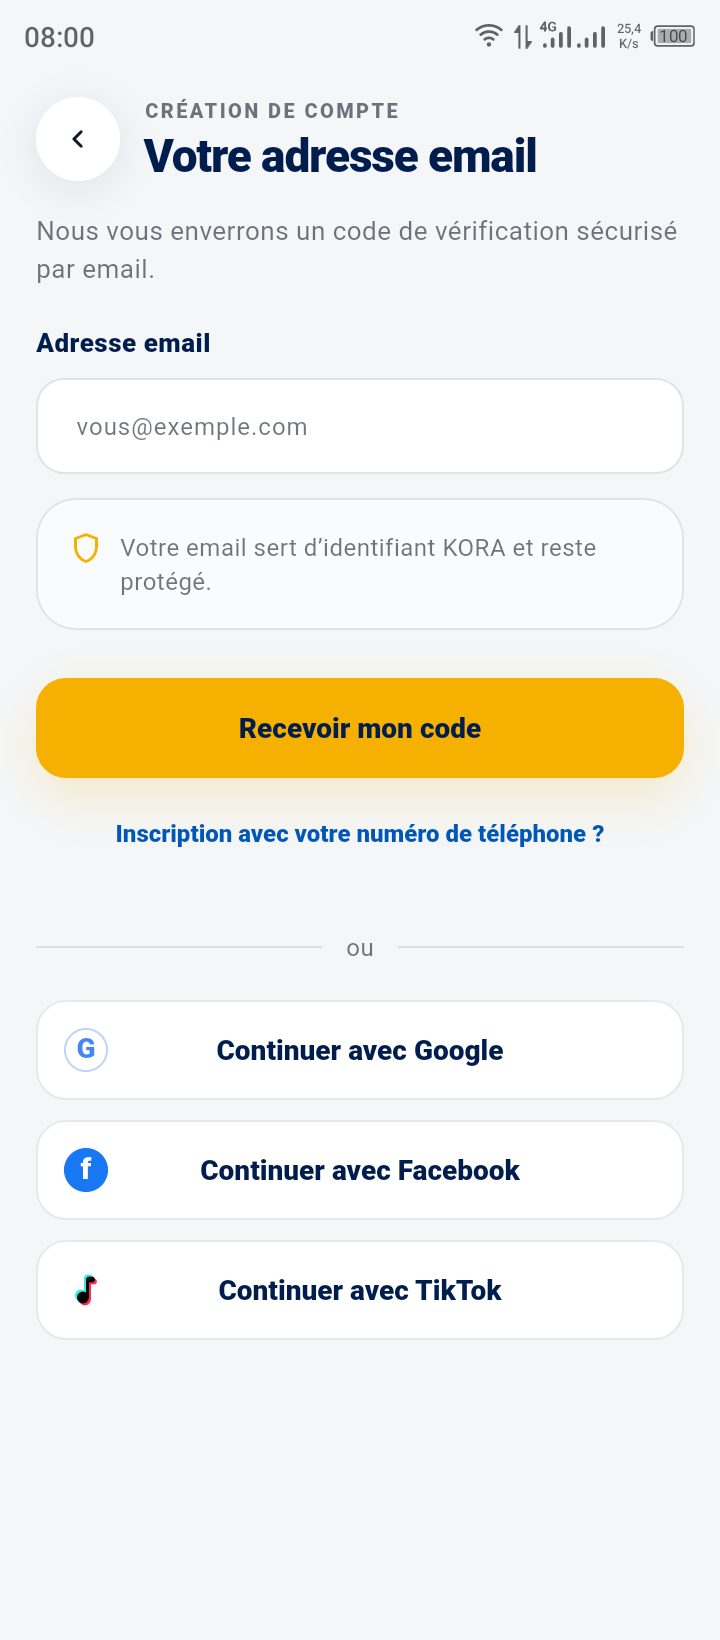 08:00
4G
25,4
K/s
100
CRÉATION DE COMPTE
Votre adresse email
Nous vous enverrons un code de vérification sécurisé
par email.
Adresse email
vous@exemple.com
Votre email sert d’identifiant KORA et reste
protégé.
Recevoir mon code
Inscription avec votre numéro de téléphone ?
ou
G
Continuer avec Google
f
Continuer avec Facebook
Continuer avec TikTok